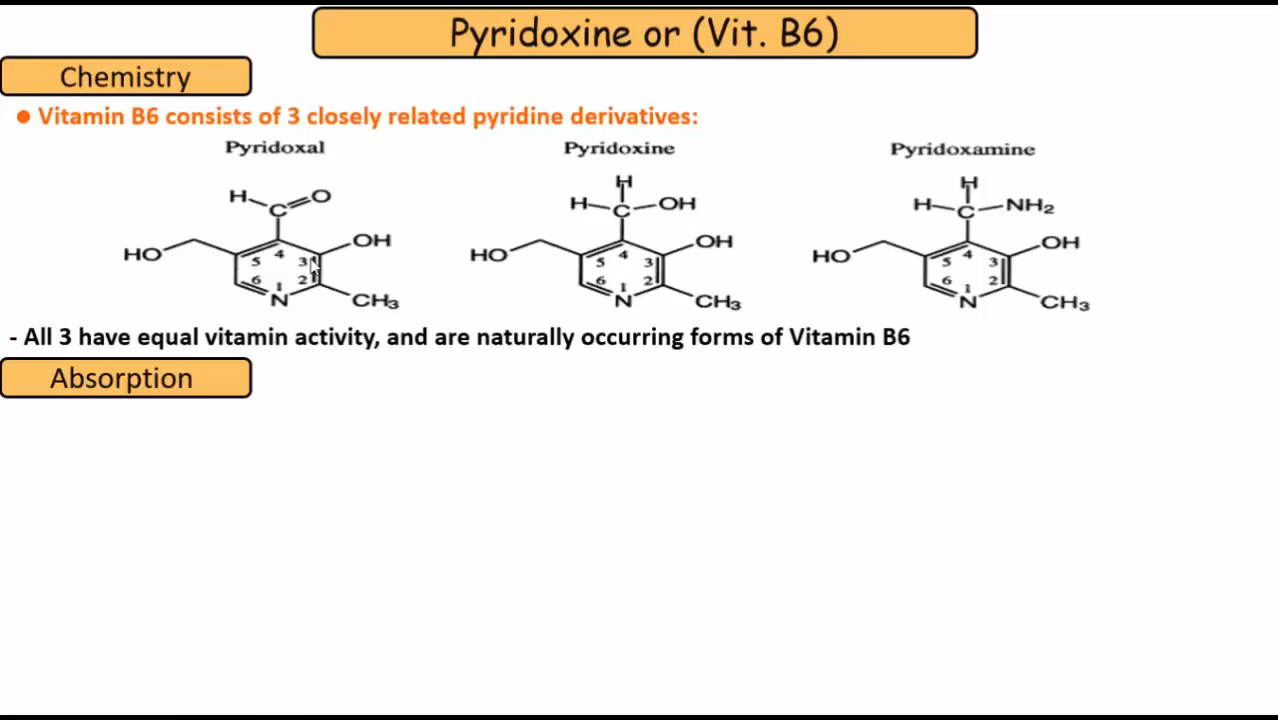 Pyridoxine or (Vit. B6)
Chemistry
● Vitamin B6 consists of 3 closely related pyridine derivatives:
Pyridoxal Pyridoxine Pyridoxamine
H C O HO OH 5 4 3 6 1 2 N CH3
H H C OH HO OH 5 4 3 6 1 2 N CH3
H H C NH2 HO OH 5 4 3 6 1 2 N CH3
- All 3 have equal vitamin activity, and are naturally occurring forms of Vitamin B6
Absorption